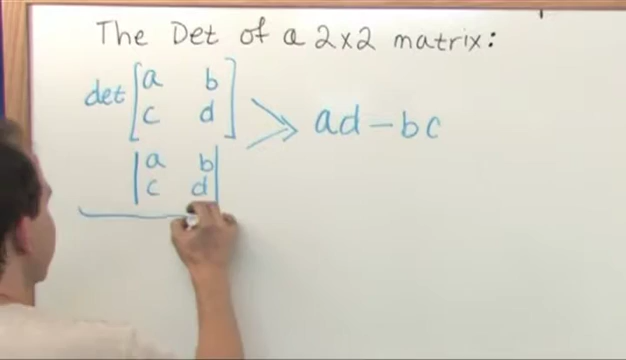 The Det of a 2x2 matrix:
det [a b
c d] > ad - bc
|a b|
|c d|